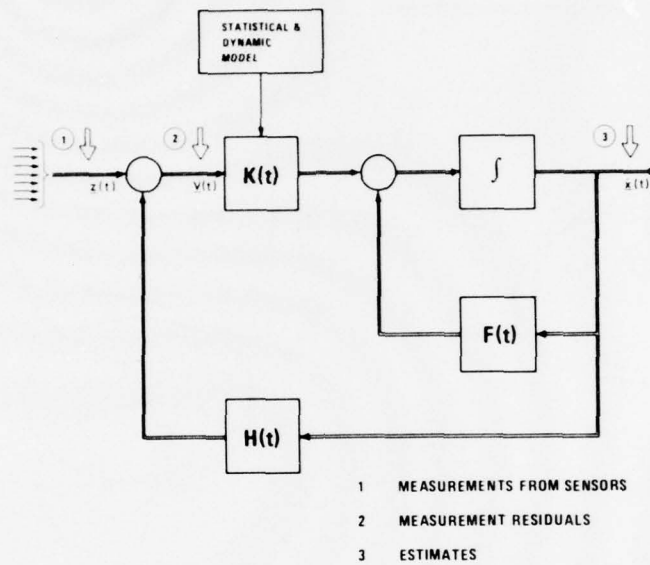 STATISTICAL &
DYNAMIC
MODEL
1
2
3
z(t)
ν(t)
K(t)
∫
x(t)
F(t)
H(t)
1 MEASUREMENTS FROM SENSORS
2 MEASUREMENT RESIDUALS
3 ESTIMATES